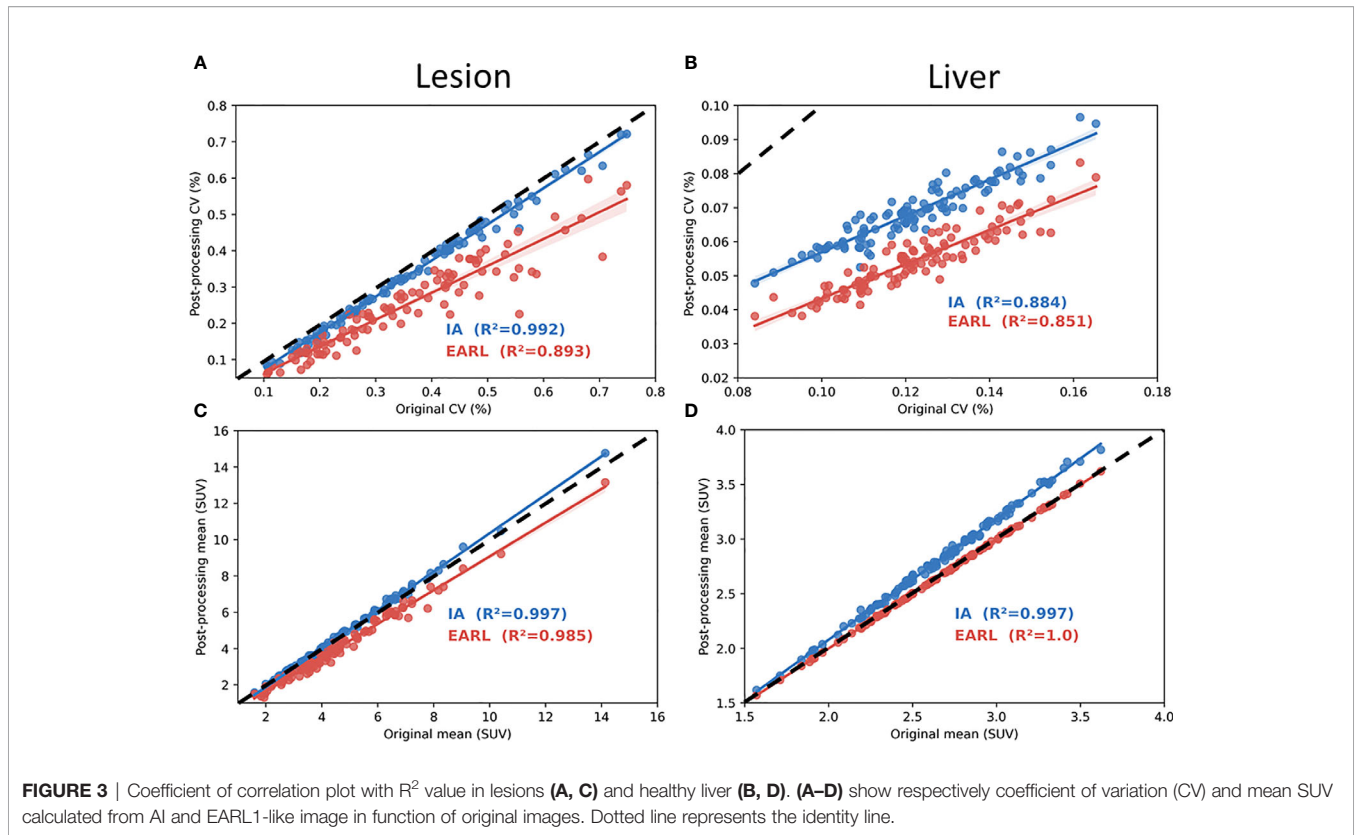 A
Lesion
B
Liver
0.8
0.7
0.6
0.5
0.4
0.3
0.2
0.1
Post-processing CV (%)
IA (R²=0.992)
EARL (R²=0.893)
0.1 0.2 0.3 0.4 0.5 0.6 0.7 0.8
Original CV (%)
0.10
0.09
0.08
0.07
0.06
0.05
0.04
0.03
0.02
Post-processing CV (%)
IA (R²=0.884)
EARL (R²=0.851)
0.08 0.10 0.12 0.14 0.16 0.18
Original CV (%)
C
16
14
12
10
8
6
4
2
Post-processing mean (SUV)
IA (R²=0.997)
EARL (R²=0.985)
2 4 6 8 10 12 14 16
Original mean (SUV)
D
4.0
3.5
3.0
2.5
2.0
1.5
Post-processing mean (SUV)
IA (R²=0.997)
EARL (R²=1.0)
1.5 2.0 2.5 3.0 3.5 4.0
Original mean (SUV)
FIGURE 3 | Coefficient of correlation plot with R² value in lesions (A, C) and healthy liver (B, D). (A–D) show respectively coefficient of variation (CV) and mean SUV
calculated from AI and EARL1-like image in function of original images. Dotted line represents the identity line.